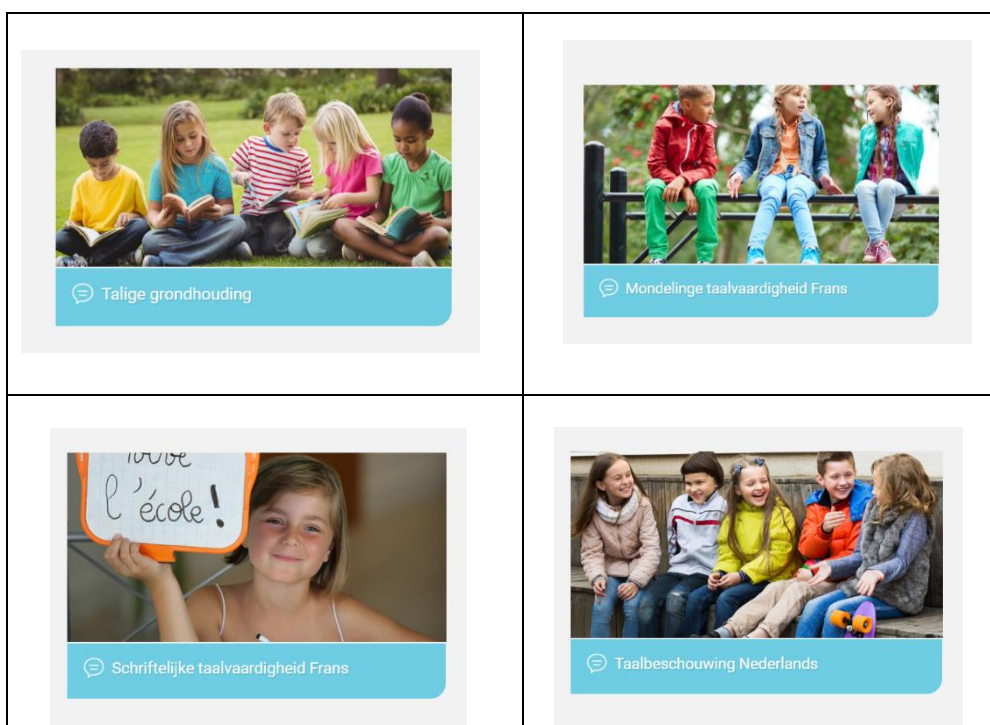 Talige grondhouding
Mondelinge taalvaardigheid Frans
l'école!
Schriftelijke taalvaardigheid Frans
Taalbeschouwing Nederlands